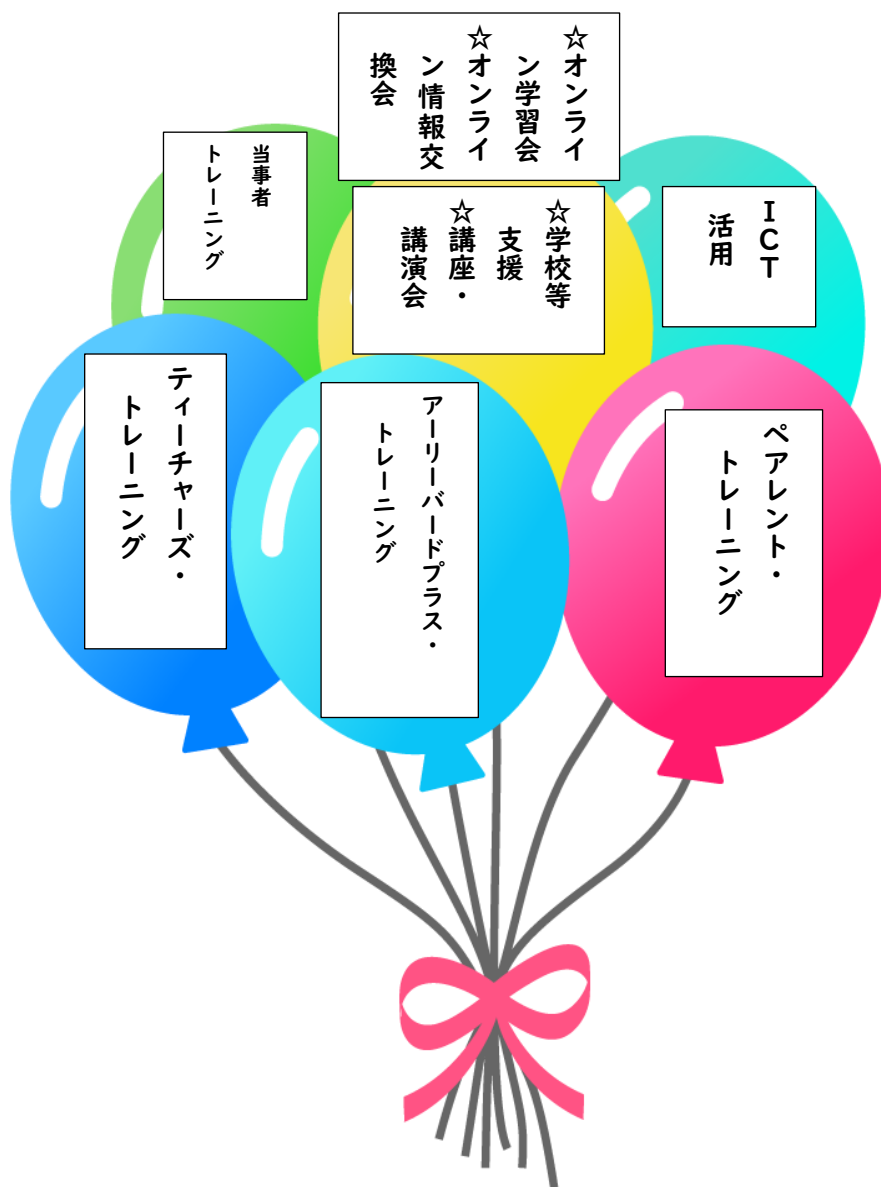 ☆オンライ
ン学習会
☆オンライ
ン情報交
換会
当事者
トレーニング
☆学校等
支援
☆講座・
講演会
ICT
活用
ティーチャーズ・
トレーニング
アーリーバードプラス・
トレーニング
ペアレント・
トレーニング